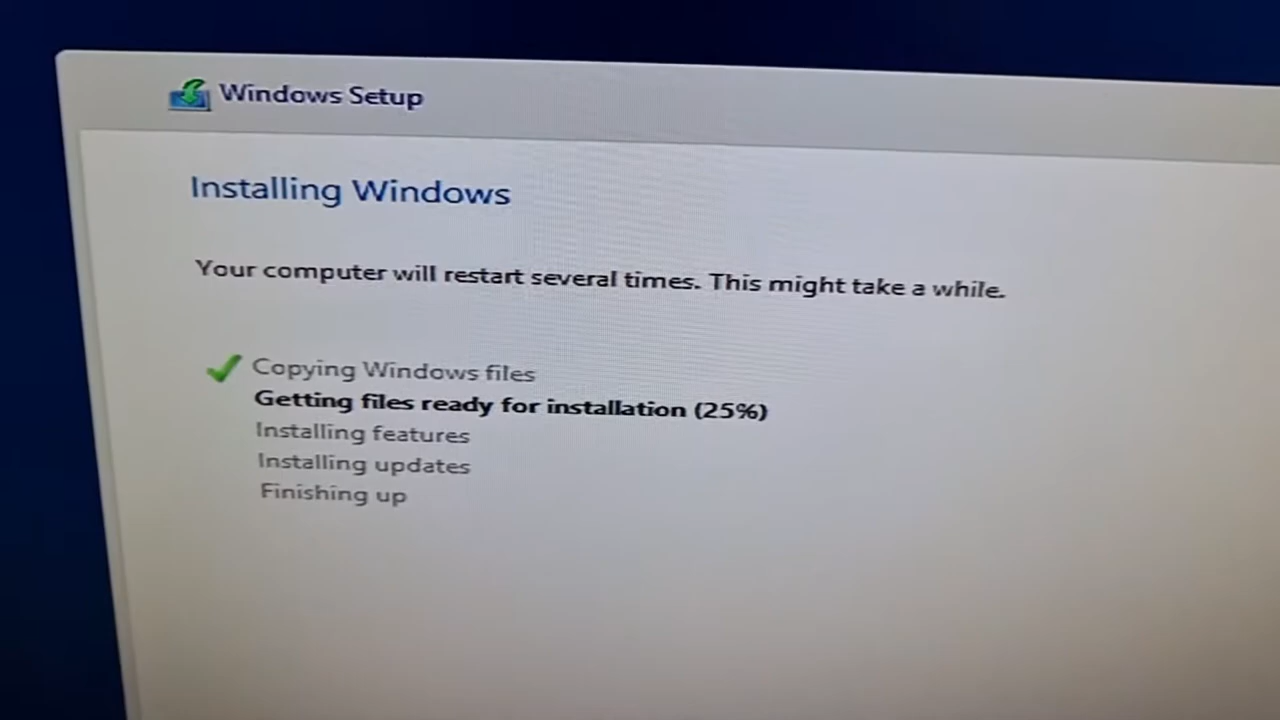 Windows Setup
Installing Windows
Your computer will restart several times. This might take a while.
Copying Windows files
Getting files ready for installation (25%)
Installing features
Installing updates
Finishing up